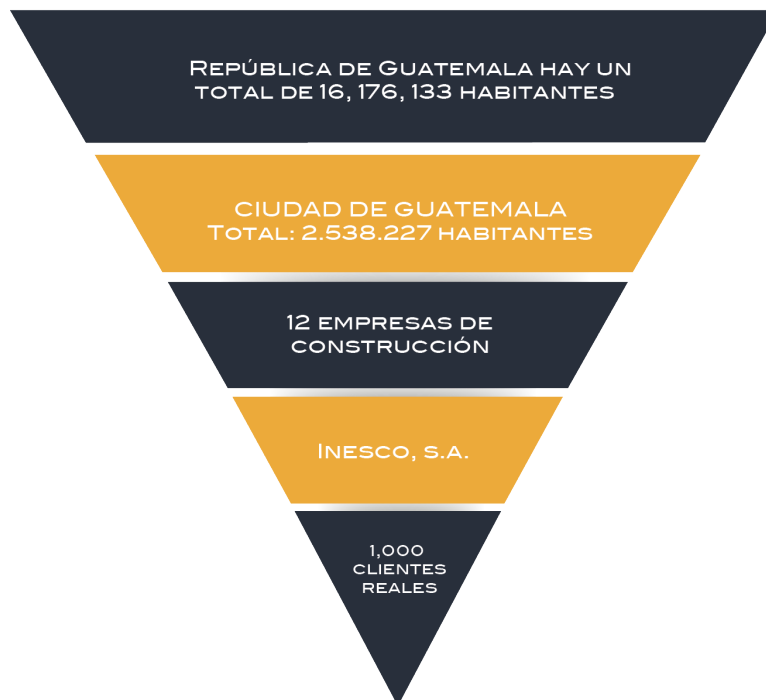 República de Guatemala hay un
total de 16, 176, 133 habitantes
CIUDAD DE GUATEMALA
Total: 2.538.227 habitantes
12 empresas de
construcción
Inesco, s.a.
1,000
clientes
reales